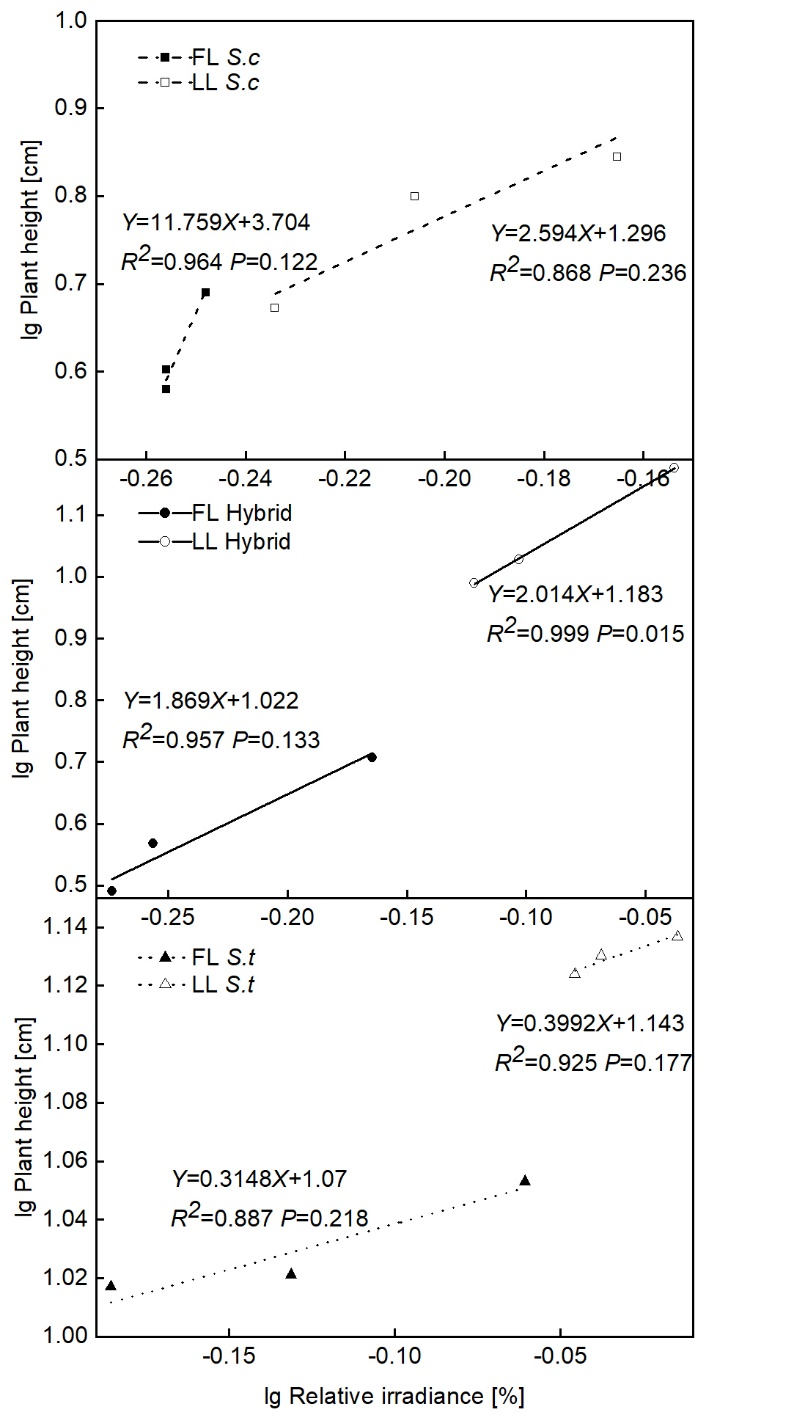 1.0
FL S.c
LL S.c
0.9
0.8
Y=11.759X+3.704
R2=0.964 P=0.122
Y=2.594X+1.296
R2=0.868 P=0.236
0.7
0.6
0.5
lg Plant height [cm]
-0.26 -0.24 -0.22 -0.20 -0.18 -0.16
FL Hybrid
LL Hybrid
1.1
1.0
Y=2.014X+1.183
R2=0.999 P=0.015
0.9
0.8
Y=1.869X+1.022
R2=0.957 P=0.133
0.7
0.6
0.5
lg Plant height [cm]
-0.25 -0.20 -0.15 -0.10 -0.05
1.14
FL S.t
LL S.t
1.12
Y=0.3992X+1.143
R2=0.925 P=0.177
1.10
1.08
1.06
Y=0.3148X+1.07
R2=0.887 P=0.218
1.04
1.02
1.00
lg Plant height [cm]
-0.15 -0.10 -0.05
lg Relative irradiance [%]